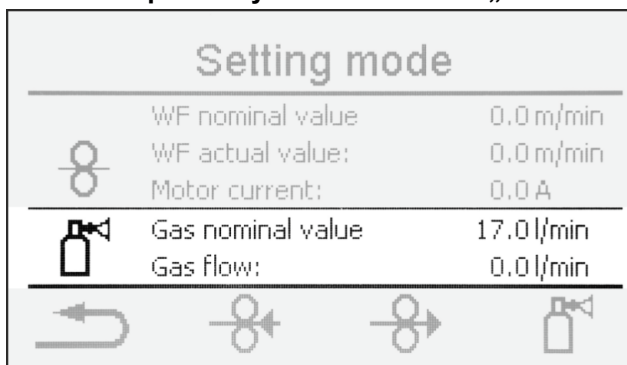 Setting mode
WF nominal value 0.0 m/min
WF actual value: 0.0 m/min
Motor current: 0.0 A
Gas nominal value 17.0 l/min
Gas flow: 0.0 l/min